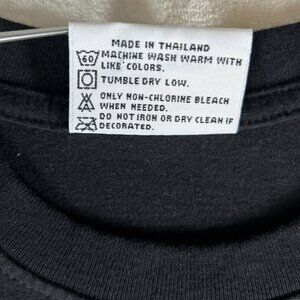 MADE IN THAILAND
60 MACHINE WASH WARM WITH
LIKE COLORS.
TUMBLE DRY LOW.
ONLY NON-CHLORINE BLEACH
WHEN NEEDED.
DO NOT IRON OR DRY CLEAN IF
DECORATED.